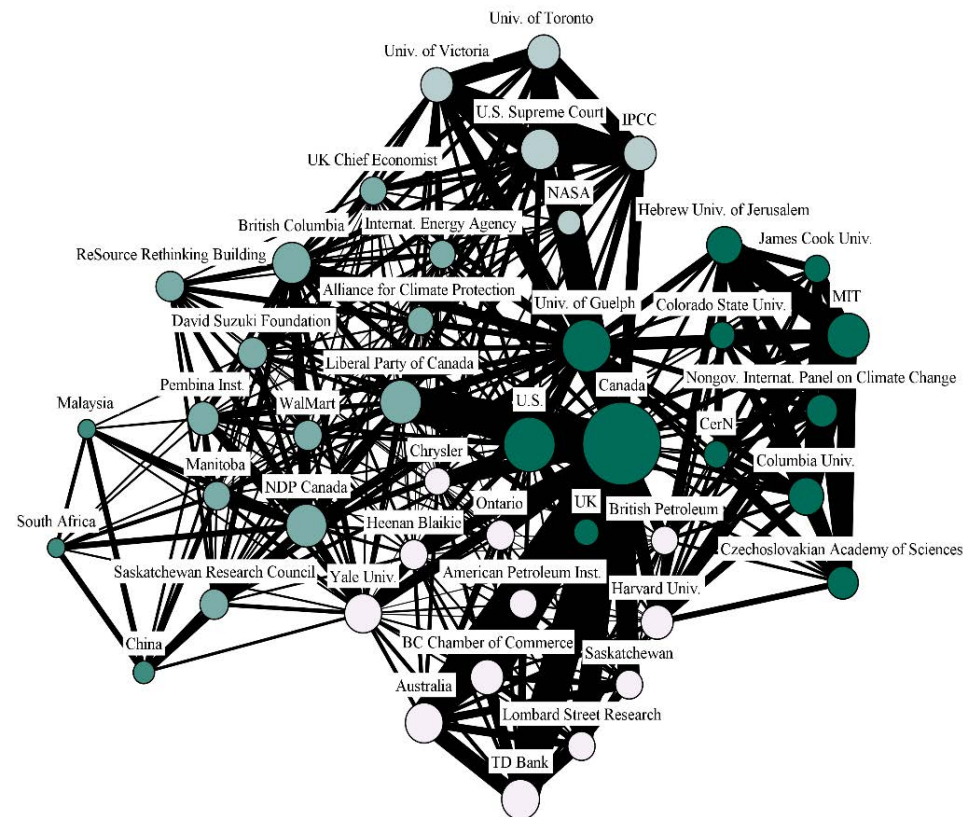 Univ. of Toronto
Univ. of Victoria
U.S. Supreme Court
IPCC
UK Chief Economist
NASA
Hebrew Univ. of Jerusalem
British Columbia
Internat. Energy Agency
James Cook Univ.
ReSource Rethinking Building
Alliance for Climate Protection
Univ. of Guelph
Colorado State Univ.
MIT
David Suzuki Foundation
Liberal Party of Canada
Canada
Nongov. Internat. Panel on Climate Change
Pembina Inst.
WalMart
U.S.
Malaysia
Chrysler
CerN
Columbia Univ.
Manitoba
NDP Canada
Ontario
UK
British Petroleum
South Africa
Heenan Blaikie
Czechoslovakian Academy of Sciences
Saskatchewan Research Council
Yale Univ.
American Petroleum Inst.
Harvard Univ.
China
BC Chamber of Commerce
Saskatchewan
Australia
Lombard Street Research
TD Bank